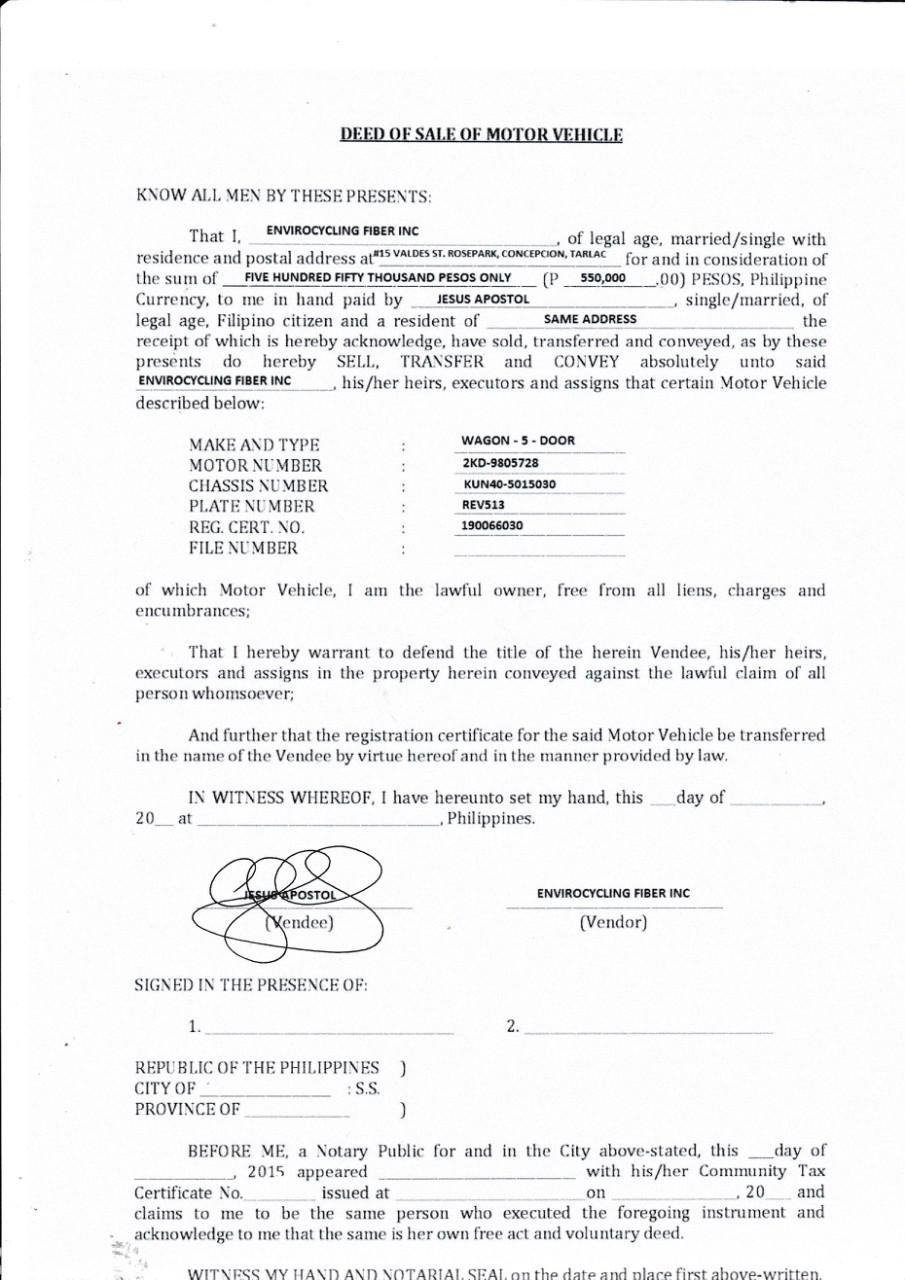 DEED OF SALE OF MOTOR VEHICLE
KNOW ALL MEN BY THESE PRESENTS:
That I, ENVIROCYCLING FIBER INC, of legal age, married/single with
residence and postal address at #15 VALDES ST. ROSEPARK, CONCEPCION, TARLAC for and in consideration of
the sum of FIVE HUNDRED FIFTY THOUSAND PESOS ONLY (P 550,000.00) PESOS, Philippine
Currency, to me in hand paid by JESUS APOSTOL, single/married, of
legal age, Filipino citizen and a resident of SAME ADDRESS the
receipt of which is hereby acknowledge, have sold, transferred and conveyed, as by these
presents do hereby SELL, TRANSFER and CONVEY absolutely unto said
ENVIROCYCLING FIBER INC, his/her heirs, executors and assigns that certain Motor Vehicle
described below:
MAKE AND TYPE : WAGON - 5 - DOOR
MOTOR NUMBER : 2KD-9805728
CHASSIS NUMBER : KUN40-5015030
PLATE NUMBER : REV513
REG. CERT. NO. : 190066030
FILE NUMBER :
of which Motor Vehicle, I am the lawful owner, free from all liens, charges and
encumbrances;
That I hereby warrant to defend the title of the herein Vendee, his/her heirs,
executors and assigns in the property herein conveyed against the lawful claim of all
person whomsoever;
And further that the registration certificate for the said Motor Vehicle be transferred
in the name of the Vendee by virtue hereof and in the manner provided by law.
IN WITNESS WHEREOF, I have hereunto set my hand, this ___day of __________,
20__ at _________________________, Philippines.
JESUS APOSTOL ENVIROCYCLING FIBER INC
(Vendee) (Vendor)
SIGNED IN THE PRESENCE OF:
1. _________________________ 2. _________________________
REPUBLIC OF THE PHILIPPINES )
CITY OF _____________ : S.S.
PROVINCE OF ___________ )
BEFORE ME, a Notary Public for and in the City above-stated, this ___day of
__________, 2015 appeared ____________________ with his/her Community Tax
Certificate No._______ issued at ___________________ on ____________, 20___ and
claims to me to be the same person who executed the foregoing instrument and
acknowledge to me that the same is her own free act and voluntary deed.
WITNESS MY HAND AND NOTARIAL SEAL on the date and place first above-written.